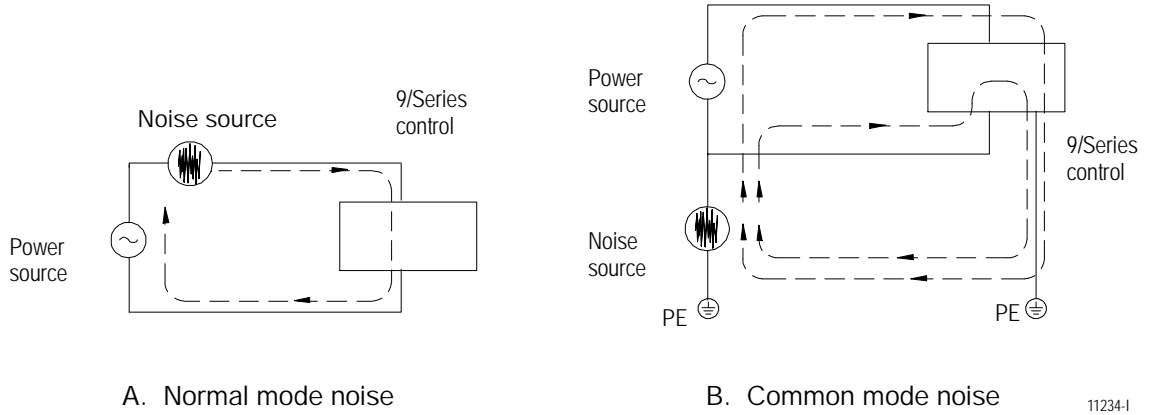 Noise source
9/Series
control
Power
source
A. Normal mode noise
Power
source
9/Series
control
Noise
source
PE
PE
B. Common mode noise
11234-I